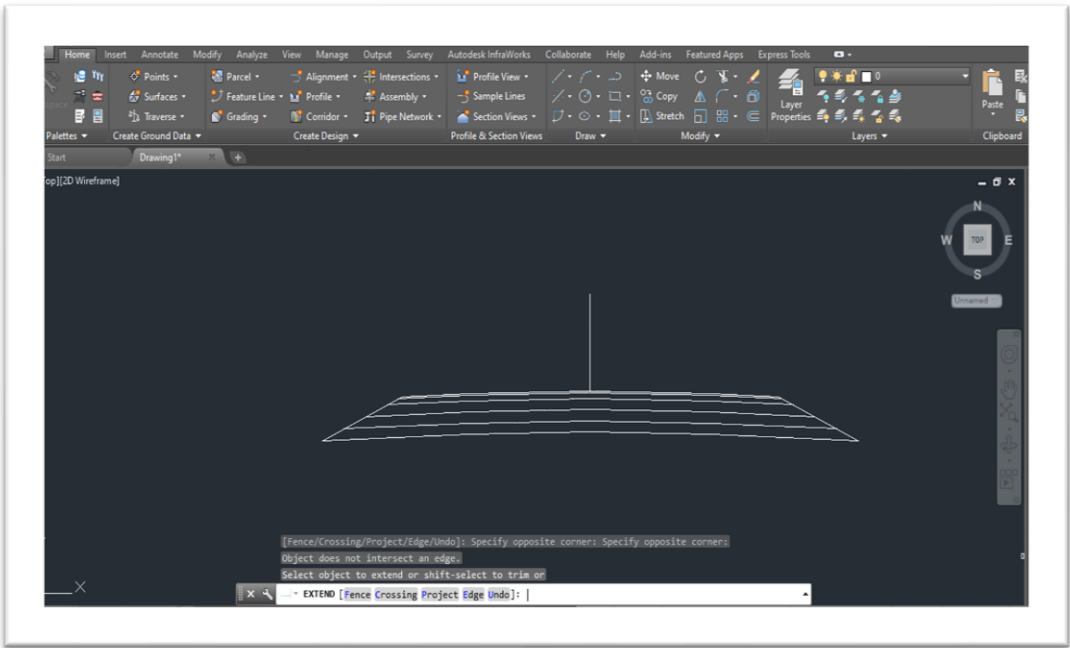 Home Insert Annotate Modify Analyze View Manage Output Survey Autodesk InfraWorks Collaborate Help Add-ins Featured Apps Express Tools
Points Parcel Alignment Intersections Profile View Move 0
Surfaces Feature Line Profile Assembly Sample Lines Copy Layer Properties Paste
Traverse Grading Corridor Pipe Network Section Views Stretch
Palettes Create Ground Data Create Design Profile & Section Views Draw Modify Layers Clipboard
Start Drawing1* +
op][2D Wireframe]
N
W TOP E
S
Unnamed
[Fence/Crossing/Project/Edge/Undo]: Specify opposite corner: Specify opposite corner:
Object does not intersect an edge.
Select object to extend or shift-select to trim or
X
EXTEND [Fence Crossing Project Edge Undo]: